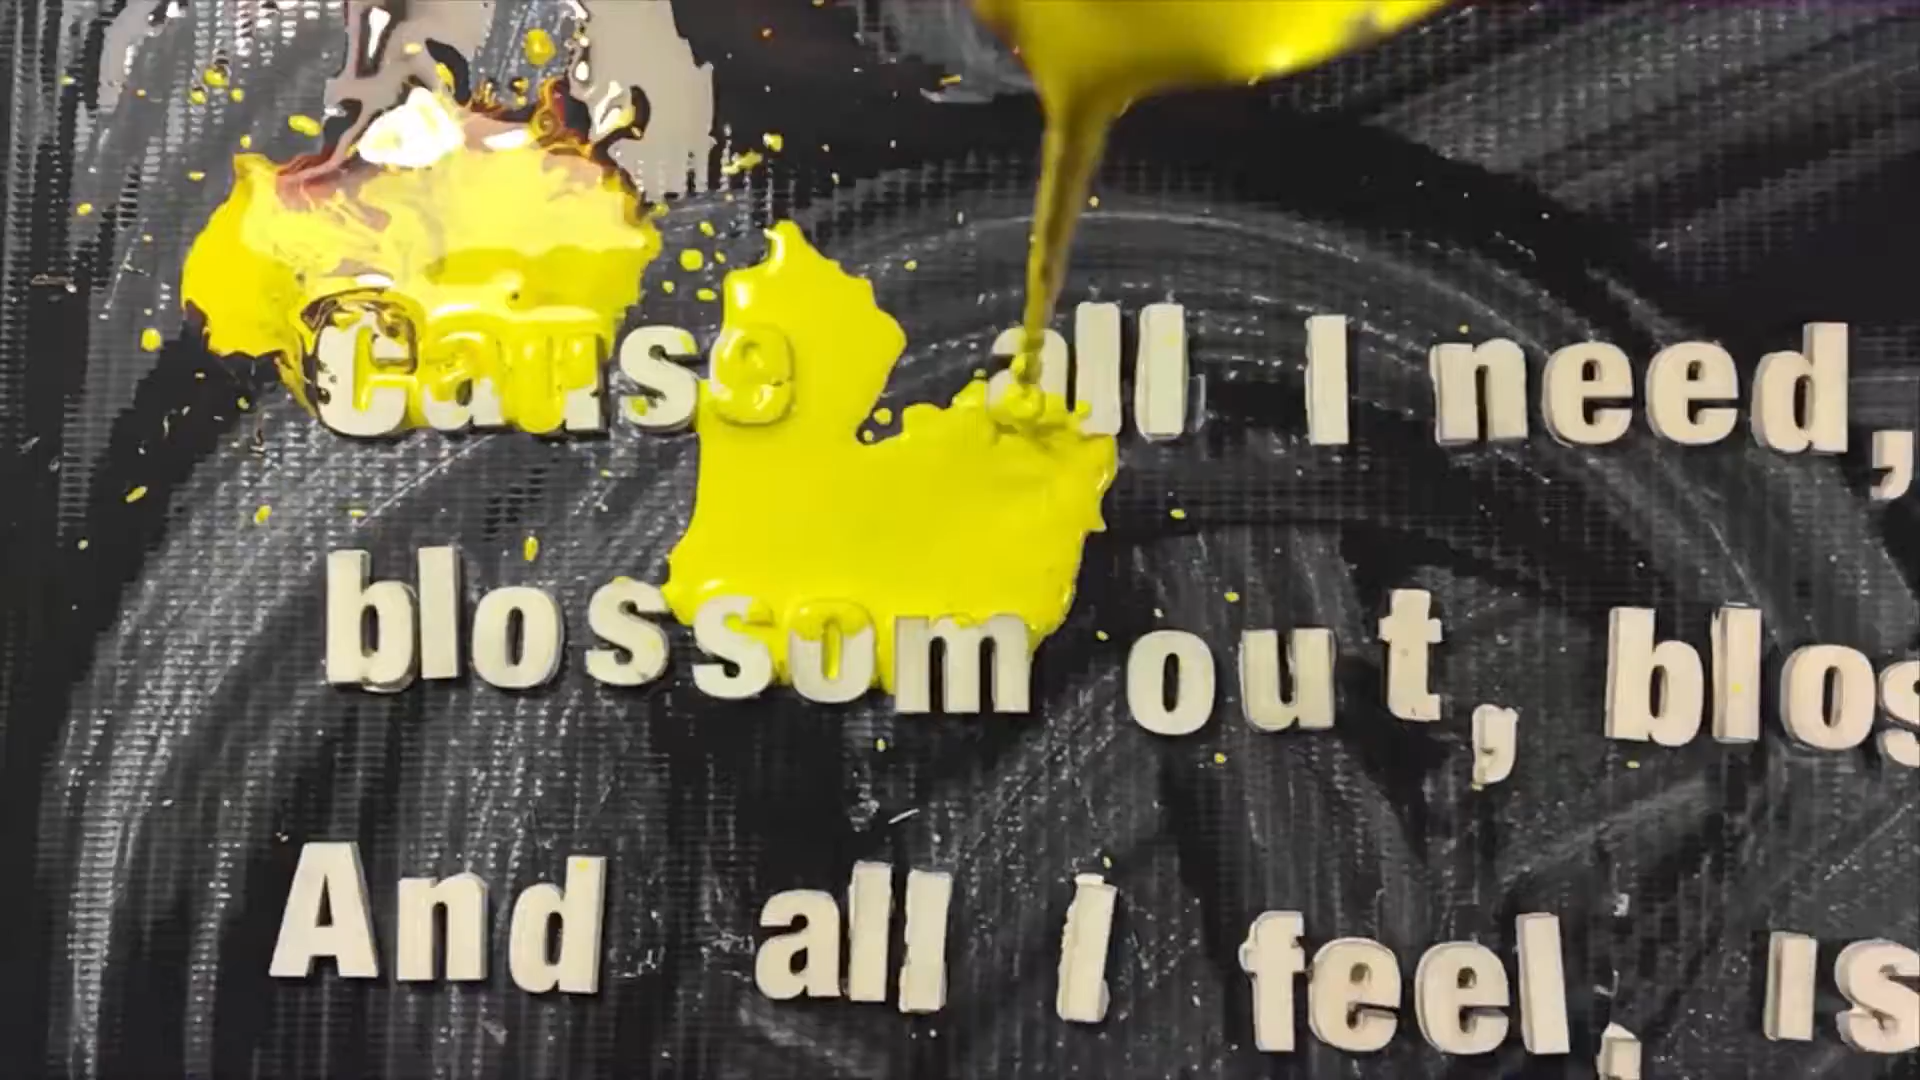 Cause all I need,
blossom out, blos
And all I feel, is